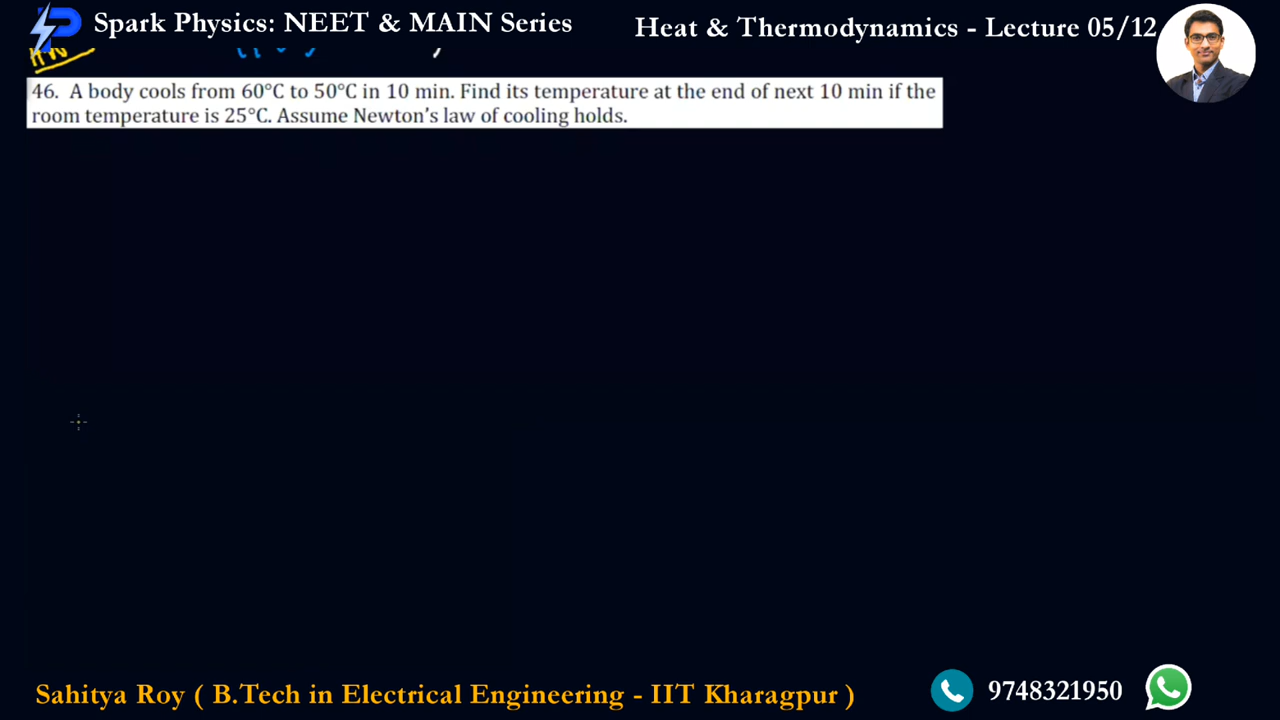 Spark Physics: NEET & MAIN Series
Heat & Thermodynamics - Lecture 05/12
46. A body cools from 60°C to 50°C in 10 min. Find its temperature at the end of next 10 min if the
room temperature is 25°C. Assume Newton's law of cooling holds.
Sahitya Roy ( B.Tech in Electrical Engineering - IIT Kharagpur )
9748321950